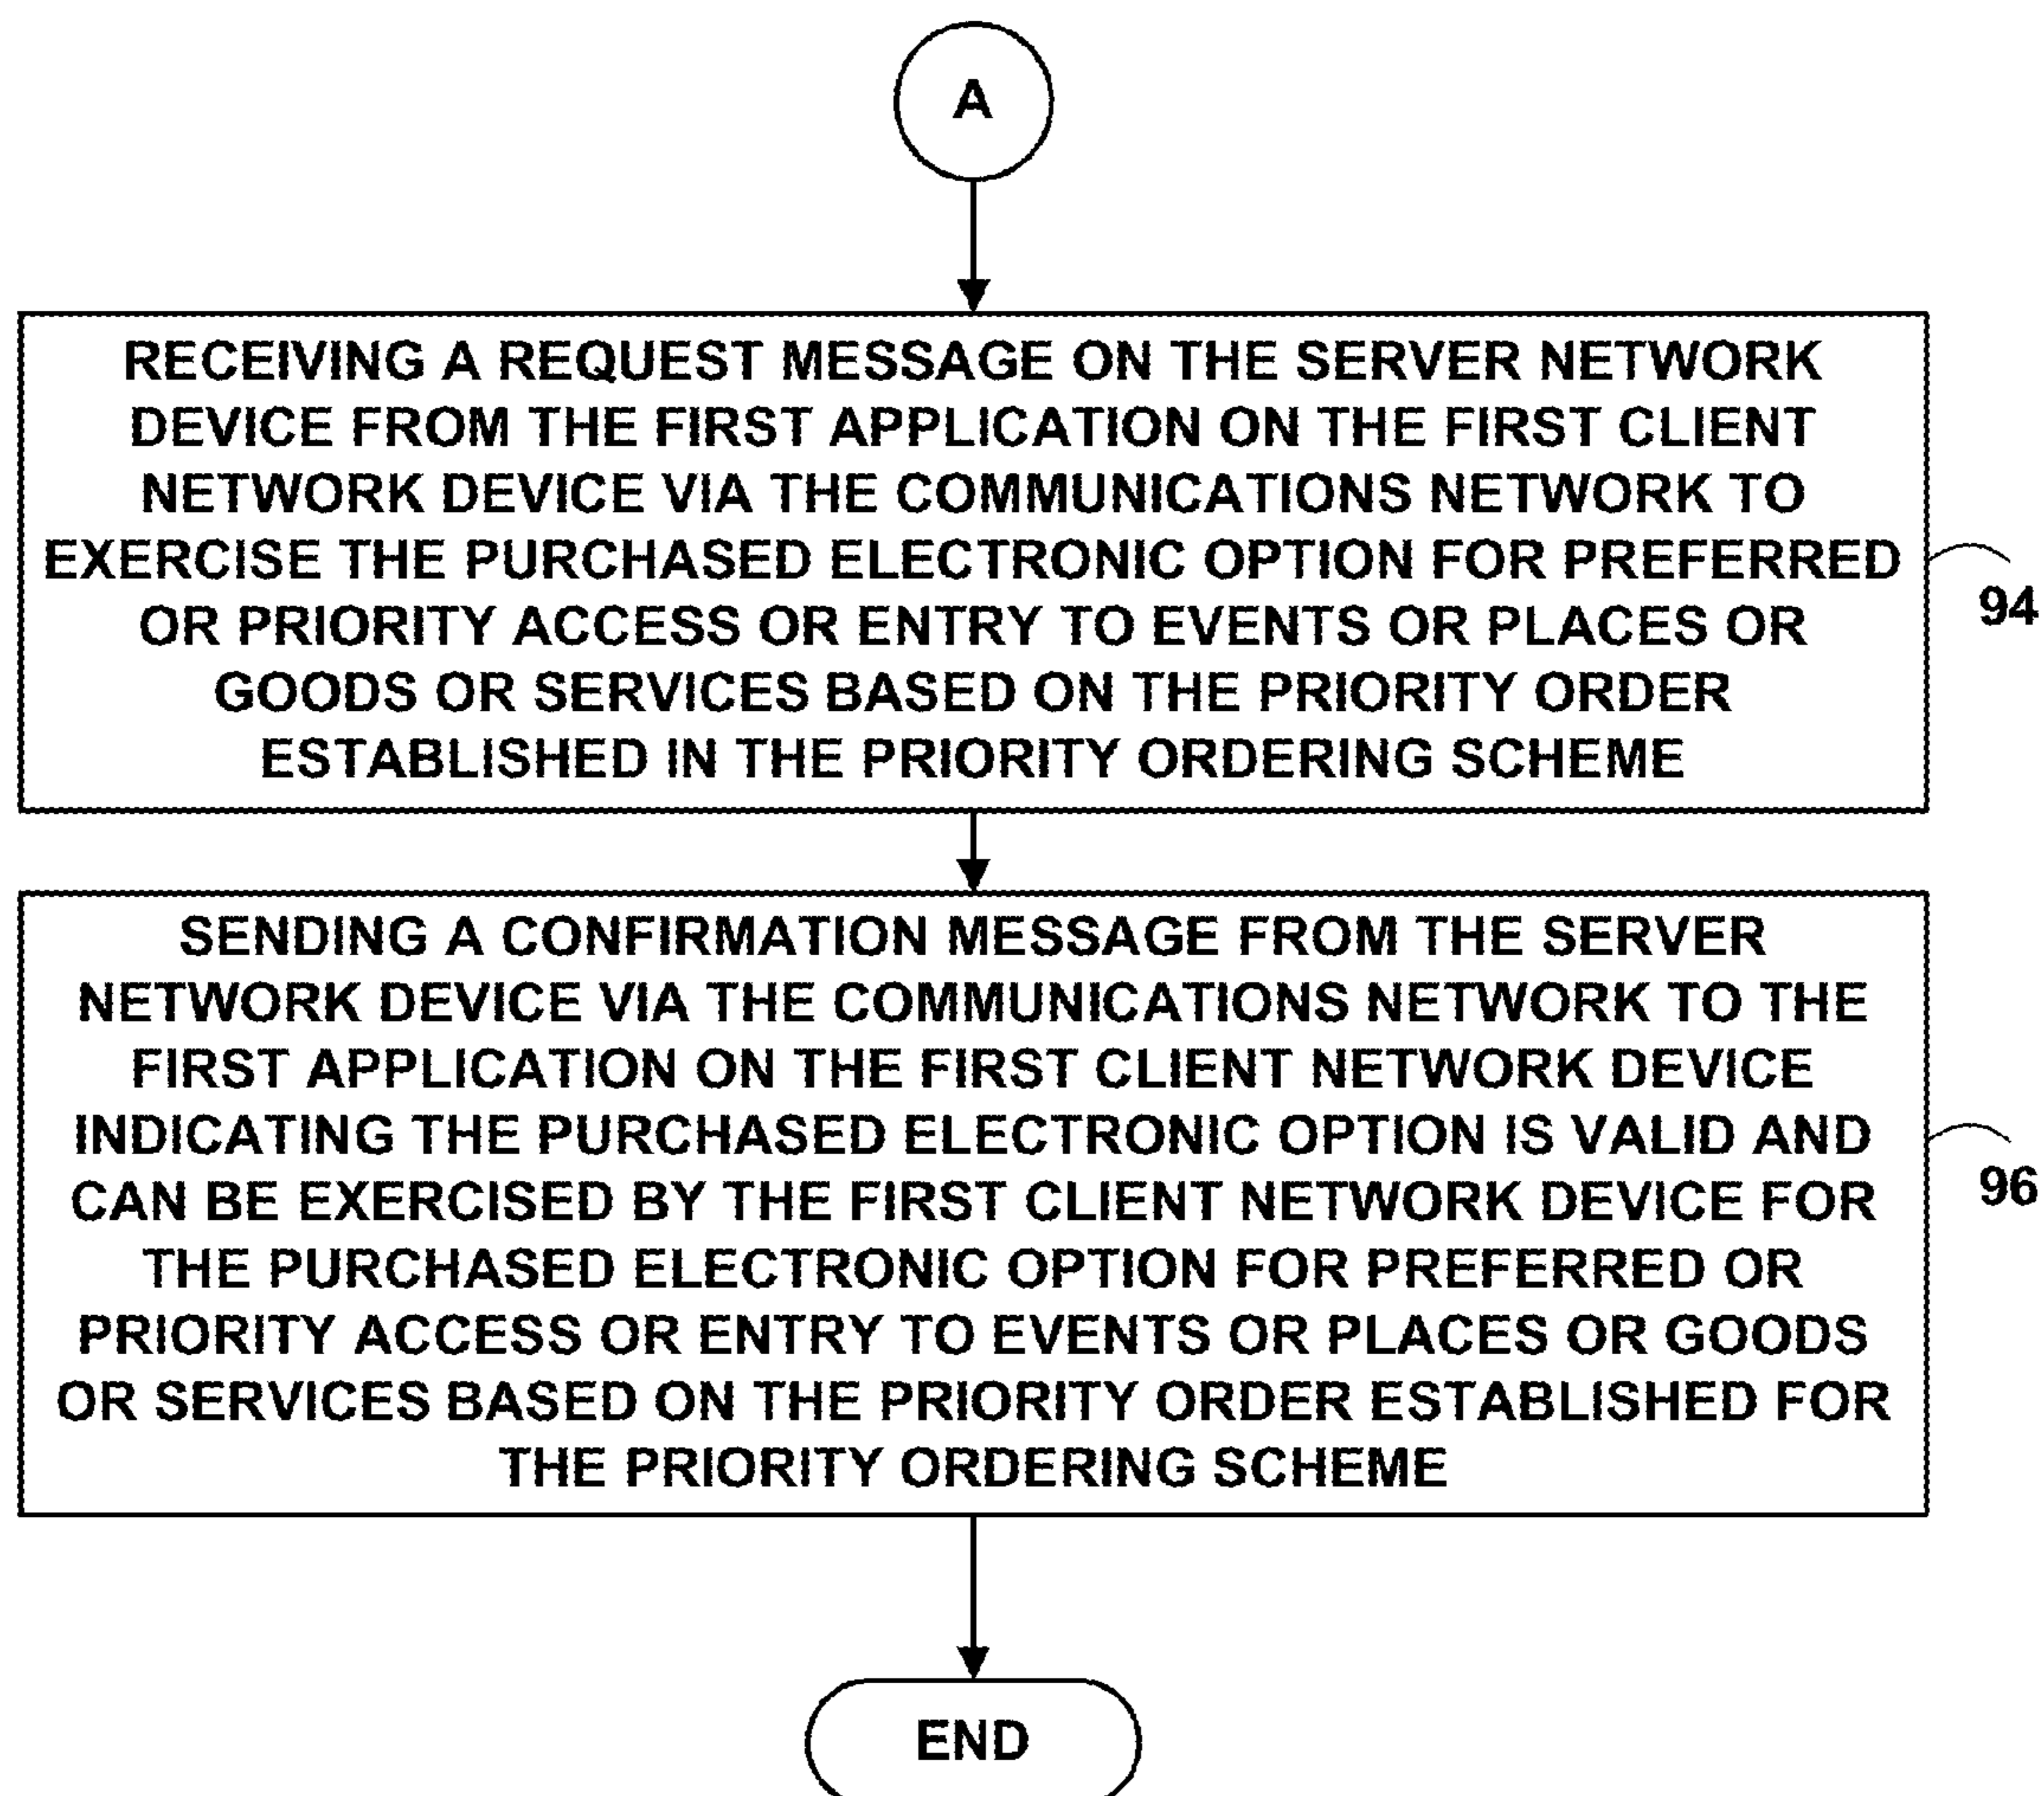 A
RECEIVING A REQUEST MESSAGE ON THE SERVER NETWORK
DEVICE FROM THE FIRST APPLICATION ON THE FIRST CLIENT
NETWORK DEVICE VIA THE COMMUNICATIONS NETWORK TO
EXERCISE THE PURCHASED ELECTRONIC OPTION FOR PREFERRED
OR PRIORITY ACCESS OR ENTRY TO EVENTS OR PLACES OR
GOODS OR SERVICES BASED ON THE PRIORITY ORDER
ESTABLISHED IN THE PRIORITY ORDERING SCHEME
94
SENDING A CONFIRMATION MESSAGE FROM THE SERVER
NETWORK DEVICE VIA THE COMMUNICATIONS NETWORK TO THE
FIRST APPLICATION ON THE FIRST CLIENT NETWORK DEVICE
INDICATING THE PURCHASED ELECTRONIC OPTION IS VALID AND
CAN BE EXERCISED BY THE FIRST CLIENT NETWORK DEVICE FOR
THE PURCHASED ELECTRONIC OPTION FOR PREFERRED OR
PRIORITY ACCESS OR ENTRY TO EVENTS OR PLACES OR GOODS
OR SERVICES BASED ON THE PRIORITY ORDER ESTABLISHED FOR
THE PRIORITY ORDERING SCHEME
96
END